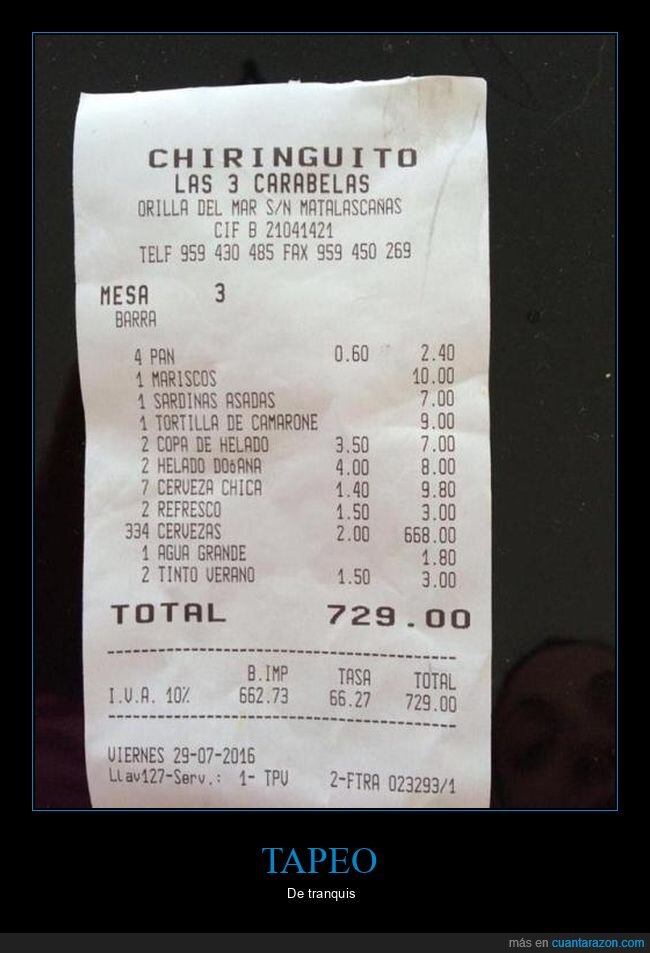 CHIRINGUITO
LAS 3 CARABELAS
ORILLA DEL MAR S/N MATALASCAÑAS
CIF B 21041421
TELF 959 430 485 FAX 959 450 269
MESA 3
BARRA
4 PAN 0.60 2.40
1 MARISCOS 10.00
1 SARDINAS ASADAS 7.00
1 TORTILLA DE CAMARONE 9.00
2 COPA DE HELADO 3.50 7.00
2 HELADO DOóANA 4.00 8.00
7 CERVEZA CHICA 1.40 9.80
2 REFRESCO 1.50 3.00
334 CERVEZAS 2.00 668.00
1 AGUA GRANDE 1.80
2 TINTO VERANO 1.50 3.00
TOTAL 729.00
B.IMP TASA TOTAL
I.V.A. 10% 662.73 66.27 729.00
VIERNES 29-07-2016
Llav127-Serv.: 1- TPV 2-FTRA 023293/1
TAPEO
De tranquis
más en cuantarazon.com